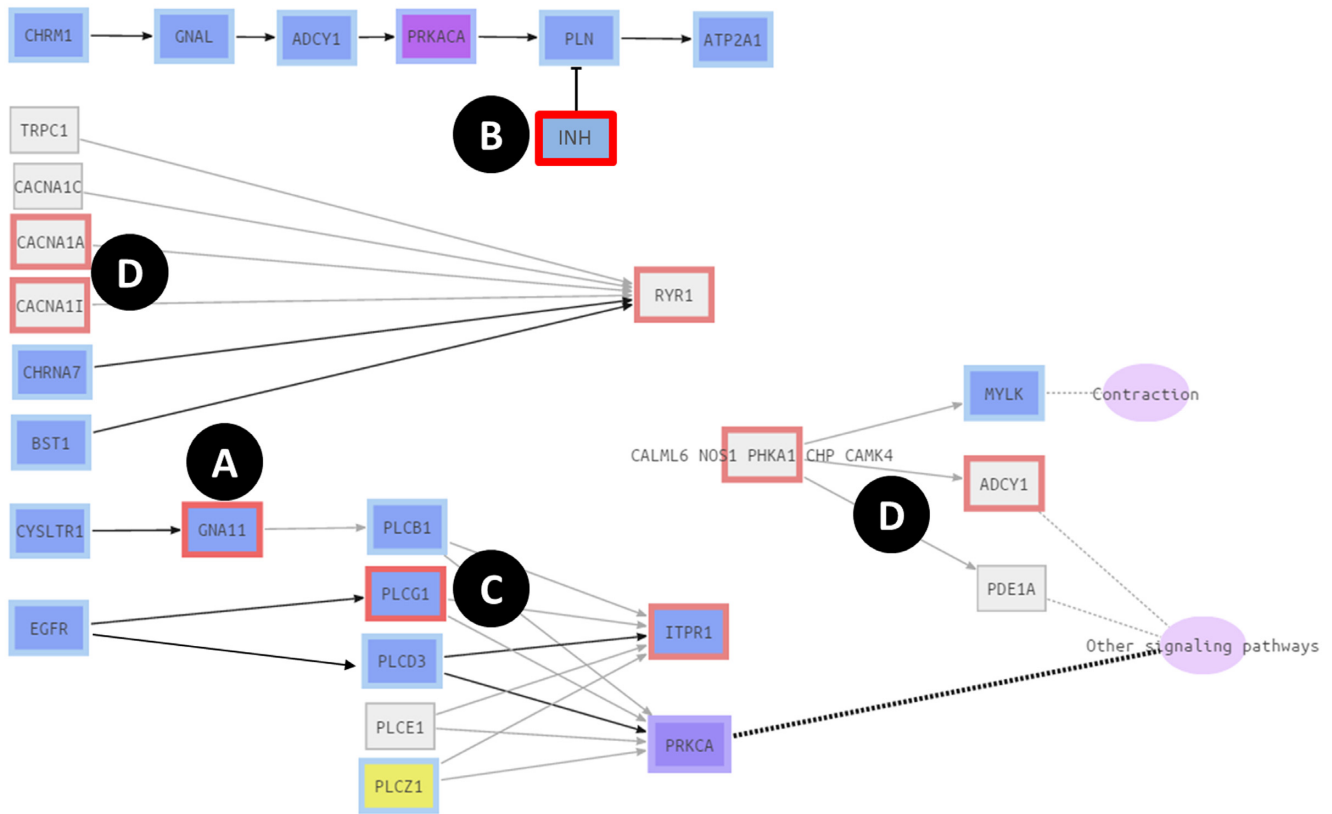 CHRM1 GNAL ADCY1 PRKACA PLN ATP2A1
B INH
TRPC1
CACNA1C
CACNA1A
D
CACNA1I
RYR1
CHRNA7
MYLK Contraction
BST1
A
CALML6 NOS1 PHKA1 CHP CAMK4
ADCY1
D
CYSLTR1 GNA11 PLCB1
C
PLCG1
PDE1A
EGFR
ITPR1
Other signaling pathways
PLCD3
PLCE1
PRKCA
PLCZ1